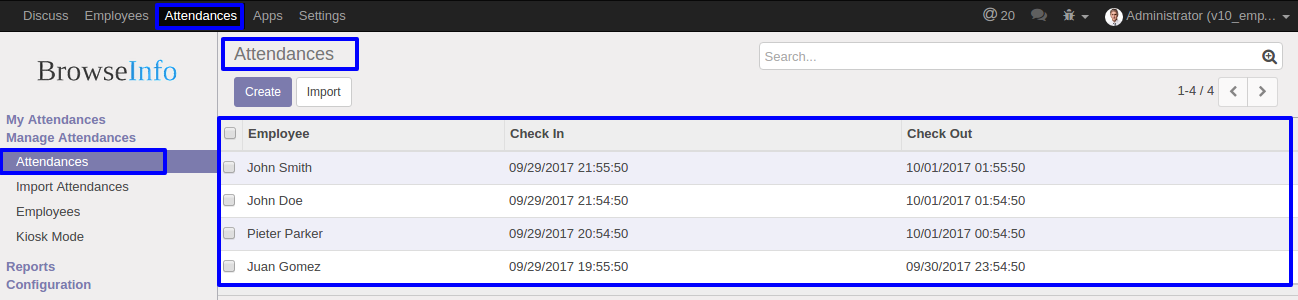 Discuss Employees Attendances Apps Settings @ 20 Administrator (v10_emp...
BrowseInfo
Attendances
Search...
Create Import
1-4 / 4
My Attendances
Manage Attendances
Attendances
Import Attendances
Employees
Kiosk Mode
Reports
Configuration
Employee Check In Check Out
John Smith 09/29/2017 21:55:50 10/01/2017 01:55:50
John Doe 09/29/2017 21:54:50 10/01/2017 01:54:50
Pieter Parker 09/29/2017 20:54:50 10/01/2017 00:54:50
Juan Gomez 09/29/2017 19:55:50 09/30/2017 23:54:50